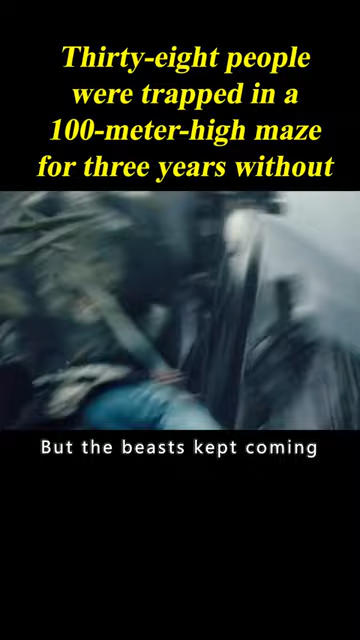 Thirty-eight people
were trapped in a
100-meter-high maze
for three years without
But the beasts kept coming